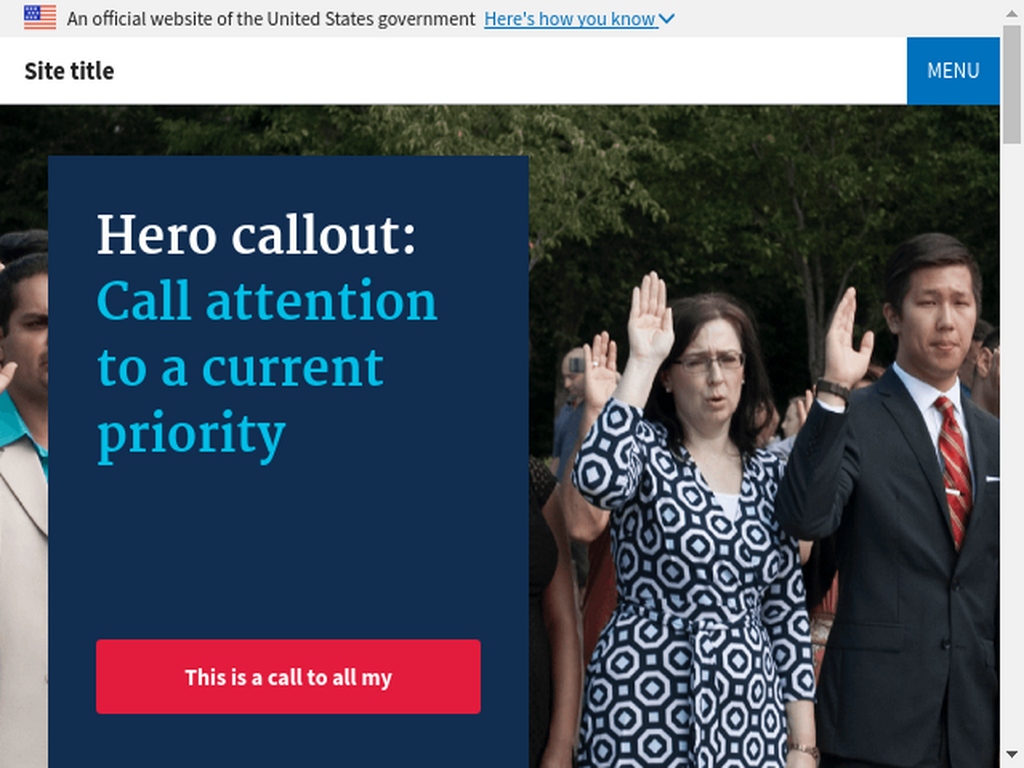 An official website of the United States government Here's how you know
Site title
MENU
Hero callout:
Call attention
to a current
priority
This is a call to all my